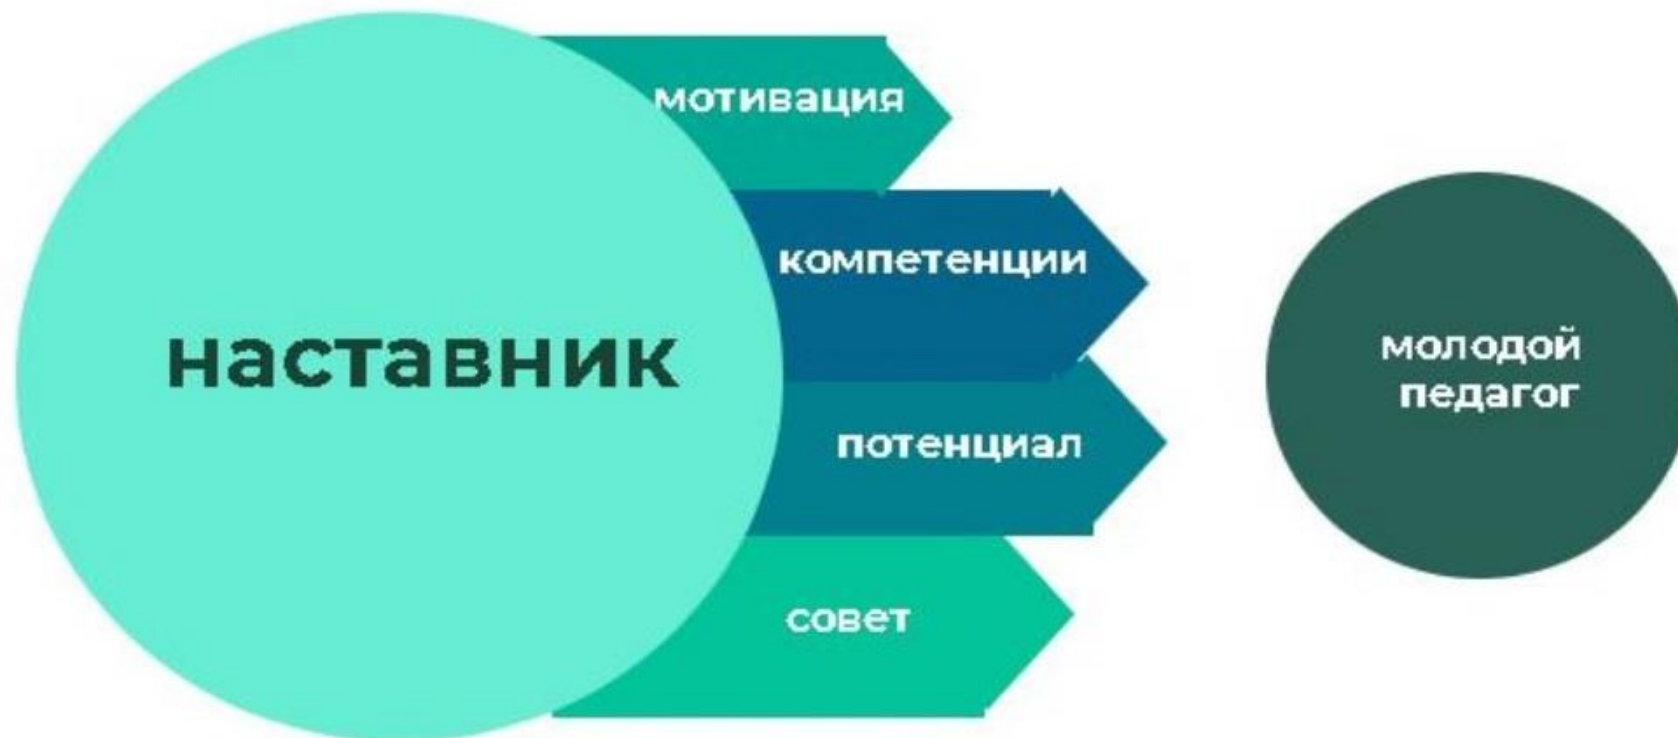 мотивация
компетенции
наставник
молодой
педагог
потенциал
совет